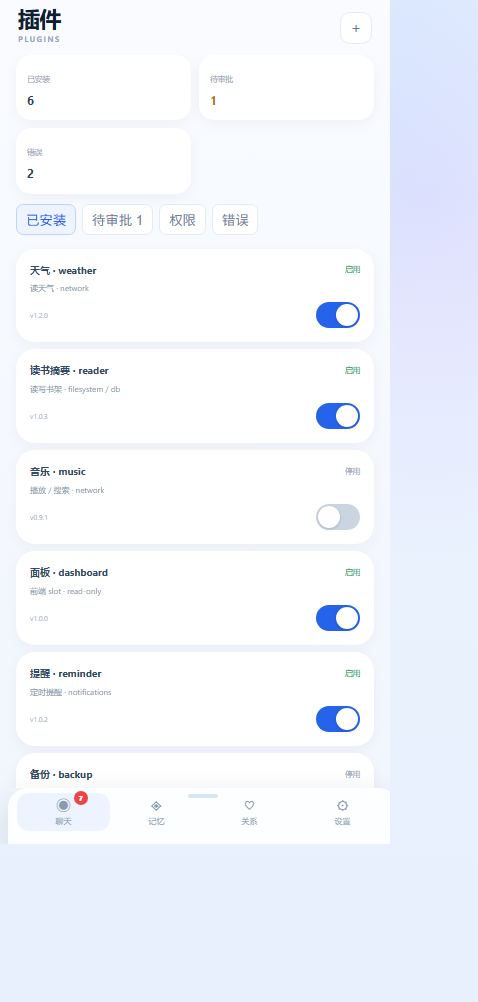 插件
PLUGINS
+
已安装
6
待审批
1
错误
2
已安装 待审批 1 权限 错误
天气 · weather 启用
读天气 · network
v1.2.0
读书摘要 · reader 启用
读写书架 · filesystem / db
v1.0.3
音乐 · music 停用
播放 / 搜索 · network
v0.9.1
面板 · dashboard 启用
前端 slot · read-only
v1.0.0
提醒 · reminder 启用
定时提醒 · notifications
v1.0.2
备份 · backup 停用
7
聊天 记忆 关系 设置